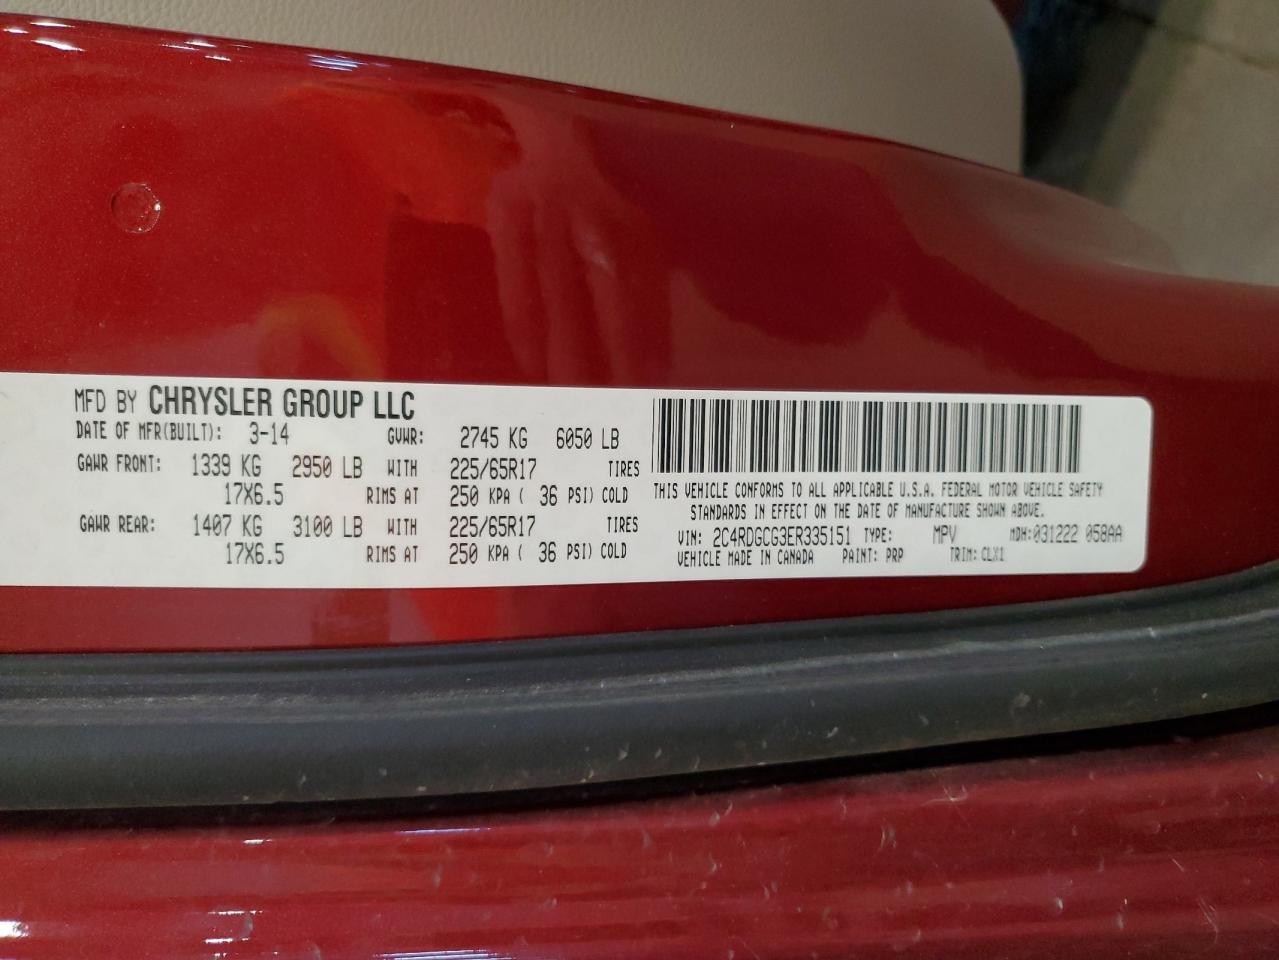 MFD BY CHRYSLER GROUP LLC
DATE OF MFR(BUILT): 3-14 GVWR: 2745 KG 6050 LB
GAWR FRONT: 1339 KG 2950 LB WITH 225/65R17 TIRES
17X6.5 RIMS AT 250 KPA ( 36 PSI) COLD
GAWR REAR: 1407 KG 3100 LB WITH 225/65R17 TIRES
17X6.5 RIMS AT 250 KPA ( 36 PSI) COLD
THIS VEHICLE CONFORMS TO ALL APPLICABLE U.S.A. FEDERAL MOTOR VEHICLE SAFETY
STANDARDS IN EFFECT ON THE DATE OF MANUFACTURE SHOWN ABOVE.
VIN: 2C4RDGCG3ER335151 TYPE: MPV MDH:031222 058AA
VEHICLE MADE IN CANADA PAINT: PRP TRIM: CLX1